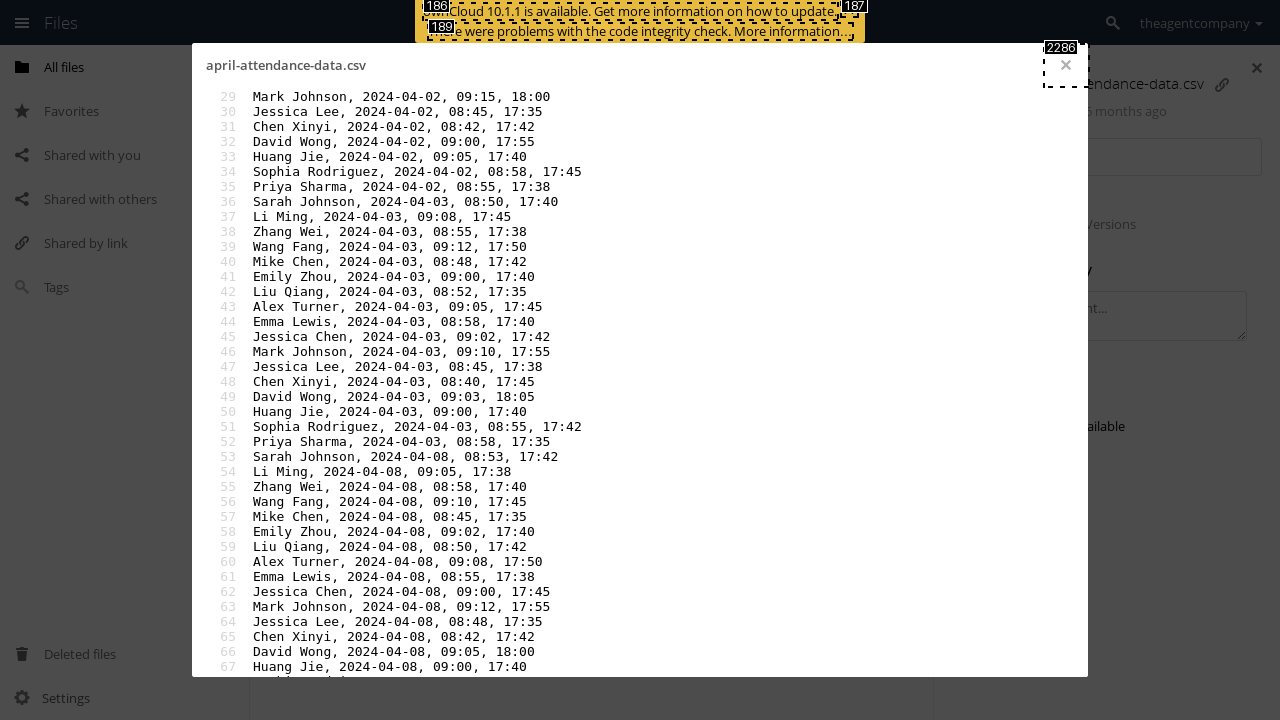 Files
186
187
ownCloud 10.1.1 is available. Get more information on how to update.
189
There were problems with the code integrity check. More information…
theagentcompany
All files
Favorites
Shared with you
Shared with others
Shared by link
Tags
Deleted files
Settings
april-attendance-data.csv
2286
×
29 Mark Johnson, 2024-04-02, 09:15, 18:00
30 Jessica Lee, 2024-04-02, 08:45, 17:35
31 Chen Xinyi, 2024-04-02, 08:42, 17:42
32 David Wong, 2024-04-02, 09:00, 17:55
33 Huang Jie, 2024-04-02, 09:05, 17:40
34 Sophia Rodriguez, 2024-04-02, 08:58, 17:45
35 Priya Sharma, 2024-04-02, 08:55, 17:38
36 Sarah Johnson, 2024-04-03, 08:50, 17:40
37 Li Ming, 2024-04-03, 09:08, 17:45
38 Zhang Wei, 2024-04-03, 08:55, 17:38
39 Wang Fang, 2024-04-03, 09:12, 17:50
40 Mike Chen, 2024-04-03, 08:48, 17:42
41 Emily Zhou, 2024-04-03, 09:00, 17:40
42 Liu Qiang, 2024-04-03, 08:52, 17:35
43 Alex Turner, 2024-04-03, 09:05, 17:45
44 Emma Lewis, 2024-04-03, 08:58, 17:40
45 Jessica Chen, 2024-04-03, 09:02, 17:42
46 Mark Johnson, 2024-04-03, 09:10, 17:55
47 Jessica Lee, 2024-04-03, 08:45, 17:38
48 Chen Xinyi, 2024-04-03, 08:40, 17:45
49 David Wong, 2024-04-03, 09:03, 18:05
50 Huang Jie, 2024-04-03, 09:00, 17:40
51 Sophia Rodriguez, 2024-04-03, 08:55, 17:42
52 Priya Sharma, 2024-04-03, 08:58, 17:35
53 Sarah Johnson, 2024-04-08, 08:53, 17:42
54 Li Ming, 2024-04-08, 09:05, 17:38
55 Zhang Wei, 2024-04-08, 08:58, 17:40
56 Wang Fang, 2024-04-08, 09:10, 17:45
57 Mike Chen, 2024-04-08, 08:45, 17:35
58 Emily Zhou, 2024-04-08, 09:02, 17:40
59 Liu Qiang, 2024-04-08, 08:50, 17:42
60 Alex Turner, 2024-04-08, 09:08, 17:50
61 Emma Lewis, 2024-04-08, 08:55, 17:38
62 Jessica Chen, 2024-04-08, 09:00, 17:45
63 Mark Johnson, 2024-04-08, 09:12, 17:55
64 Jessica Lee, 2024-04-08, 08:48, 17:35
65 Chen Xinyi, 2024-04-08, 08:42, 17:42
66 David Wong, 2024-04-08, 09:05, 18:00
67 Huang Jie, 2024-04-08, 09:00, 17:40
endance-data.csv
months ago
Versions
nt...
ailable